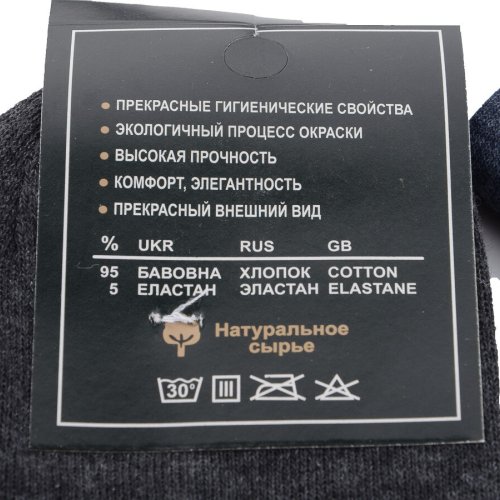 • ПРЕКРАСНЫЕ ГИГИЕНИЧЕСКИЕ СВОЙСТВА
• ЭКОЛОГИЧНЫЙ ПРОЦЕСС ОКРАСКИ
• ВЫСОКАЯ ПРОЧНОСТЬ
• КОМФОРТ, ЭЛЕГАНТНОСТЬ
• ПРЕКРАСНЫЙ ВНЕШНИЙ ВИД
% UKR RUS GB
95 БАВОВНА ХЛОПОК COTTON
5 ЕЛАСТАН ЭЛАСТАН ELASTANE
Натуральное
сырье
30°